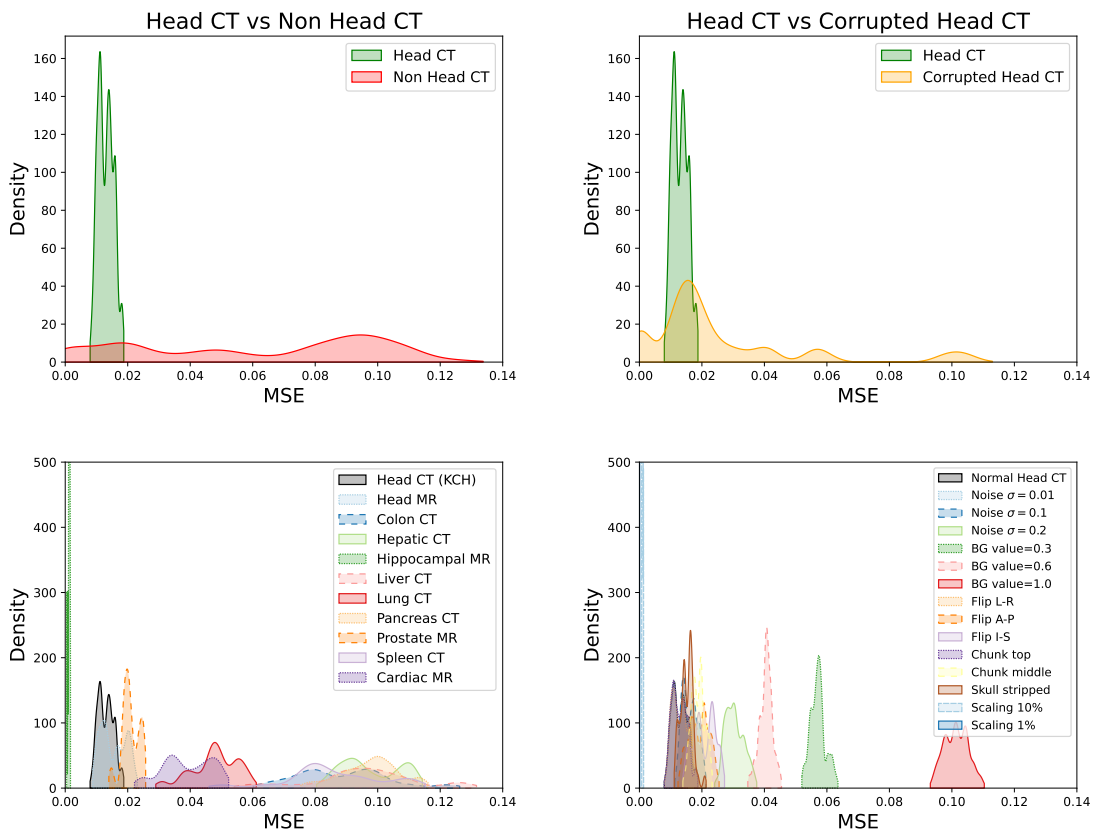 Head CT vs Non Head CT
Head CT vs Corrupted Head CT
160
140
120
100
80
60
40
20
0
Density
Head CT
Non Head CT
0.00 0.02 0.04 0.06 0.08 0.10 0.12 0.14
MSE
160
140
120
100
80
60
40
20
0
Density
Head CT
Corrupted Head CT
0.00 0.02 0.04 0.06 0.08 0.10 0.12 0.14
MSE
500
400
300
200
100
0
Density
Head CT (KCH)
Head MR
Colon CT
Hepatic CT
Hippocampal MR
Liver CT
Lung CT
Pancreas CT
Prostate MR
Spleen CT
Cardiac MR
0.00 0.02 0.04 0.06 0.08 0.10 0.12 0.14
MSE
500
400
300
200
100
0
Density
Normal Head CT
Noise σ = 0.01
Noise σ = 0.1
Noise σ = 0.2
BG value=0.3
BG value=0.6
BG value=1.0
Flip L-R
Flip A-P
Flip I-S
Chunk top
Chunk middle
Skull stripped
Scaling 10%
Scaling 1%
0.00 0.02 0.04 0.06 0.08 0.10 0.12 0.14
MSE